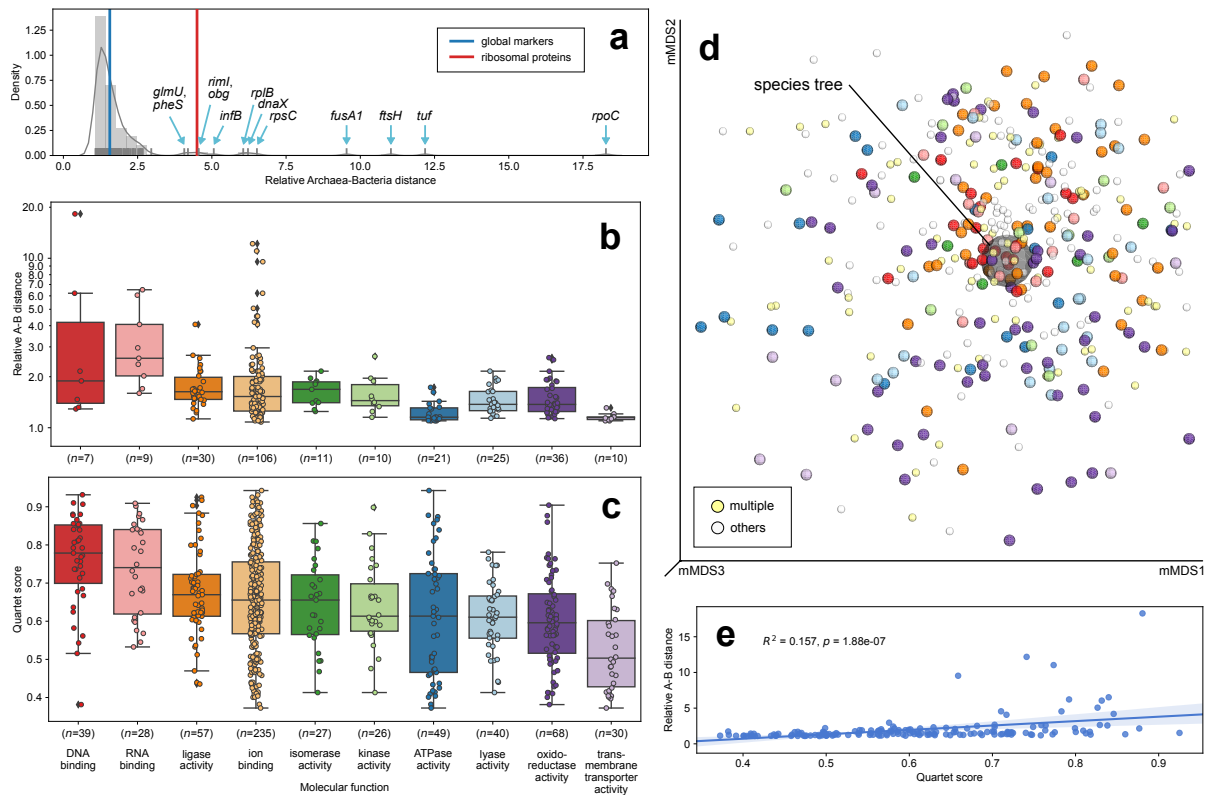 a
1.25
1.00
0.75
0.50
0.25
0.00
Density
global markers
ribosomal proteins
glmU,
pheS
rimI,
obg
infB
rplB
dnaX
rpsC
fusA1
ftsH
tuf
rpoC
0.0 2.5 5.0 7.5 10.0 12.5 15.0 17.5
Relative Archaea-Bacteria distance
b
20.0
10.0
9.0
8.0
7.0
6.0
5.0
4.0
3.0
2.0
1.0
Relative A-B distance
(n=7) (n=9) (n=30) (n=106) (n=11) (n=10) (n=21) (n=25) (n=36) (n=10)
c
0.9
0.8
0.7
0.6
0.5
0.4
Quartet score
(n=39) (n=28) (n=57) (n=235) (n=27) (n=26) (n=49) (n=40) (n=68) (n=30)
DNA
binding
RNA
binding
ligase
activity
ion
binding
isomerase
activity
kinase
activity
ATPase
activity
lyase
activity
oxido-
reductase
activity
trans-
membrane
transporter
activity
Molecular function
d
mMDS2
species tree
multiple
others
mMDS3
mMDS1
e
R² = 0.157, p = 1.88e-07
15
10
5
0
Relative A-B distance
0.4 0.5 0.6 0.7 0.8 0.9
Quartet score